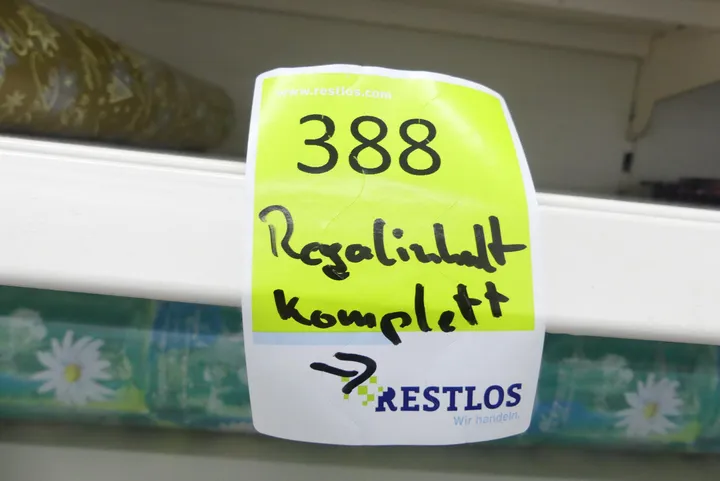 www.restlos.com
388
Regalinhalt
komplett
→
RESTLOS
Wir handeln.